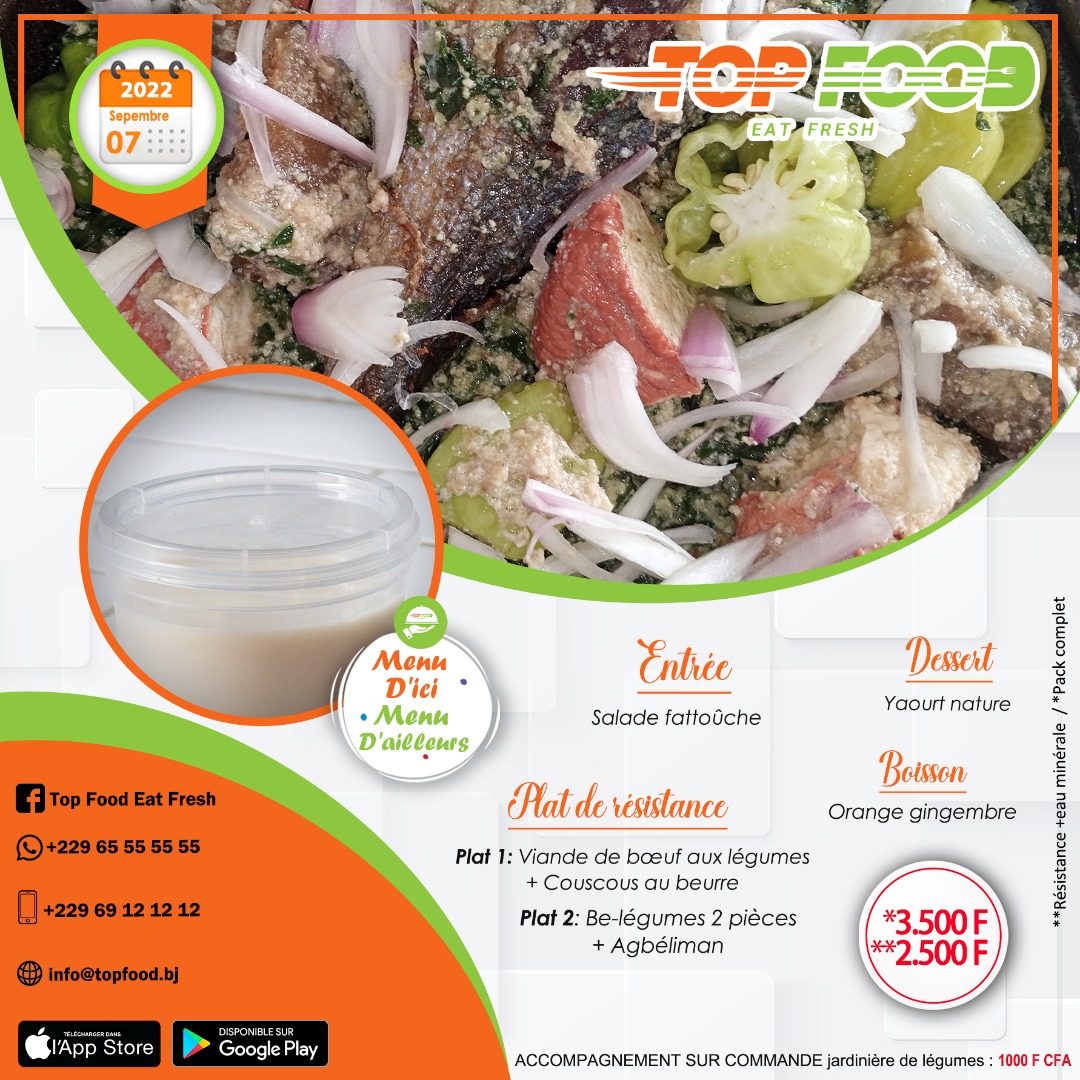 2022
Sepembre
07
TOP FOOD
EAT FRESH
TOP FOOD
Menu
D'ici
Menu
D'ailleurs
Entrée
Salade fattoûche
Dessert
Yaourt nature
Boisson
Orange gingembre
Plat de résistance
Plat 1: Viande de bœuf aux légumes
+ Couscous au beurre
Plat 2: Be-légumes 2 pièces
+ Agbéliman
*3.500 F
**2.500 F
**Résistance +eau minérale / *Pack complet
Top Food Eat Fresh
+229 65 55 55 55
+229 69 12 12 12
info@topfood.bj
TÉLÉCHARGER DANS
l'App Store
DISPONIBLE SUR
Google Play
ACCOMPAGNEMENT SUR COMMANDE jardinière de légumes : 1000 F CFA